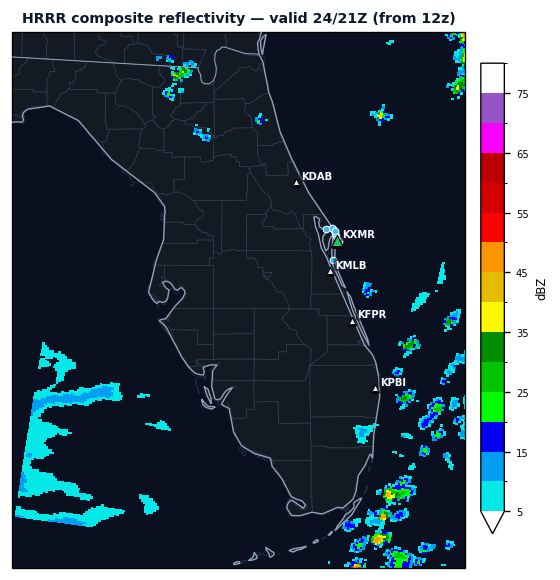 HRRR composite reflectivity — valid 24/21Z (from 12z)
KDAB
KXMR
KMLB
KFPR
KPBI
75
65
55
45
35
25
15
5
dBZ